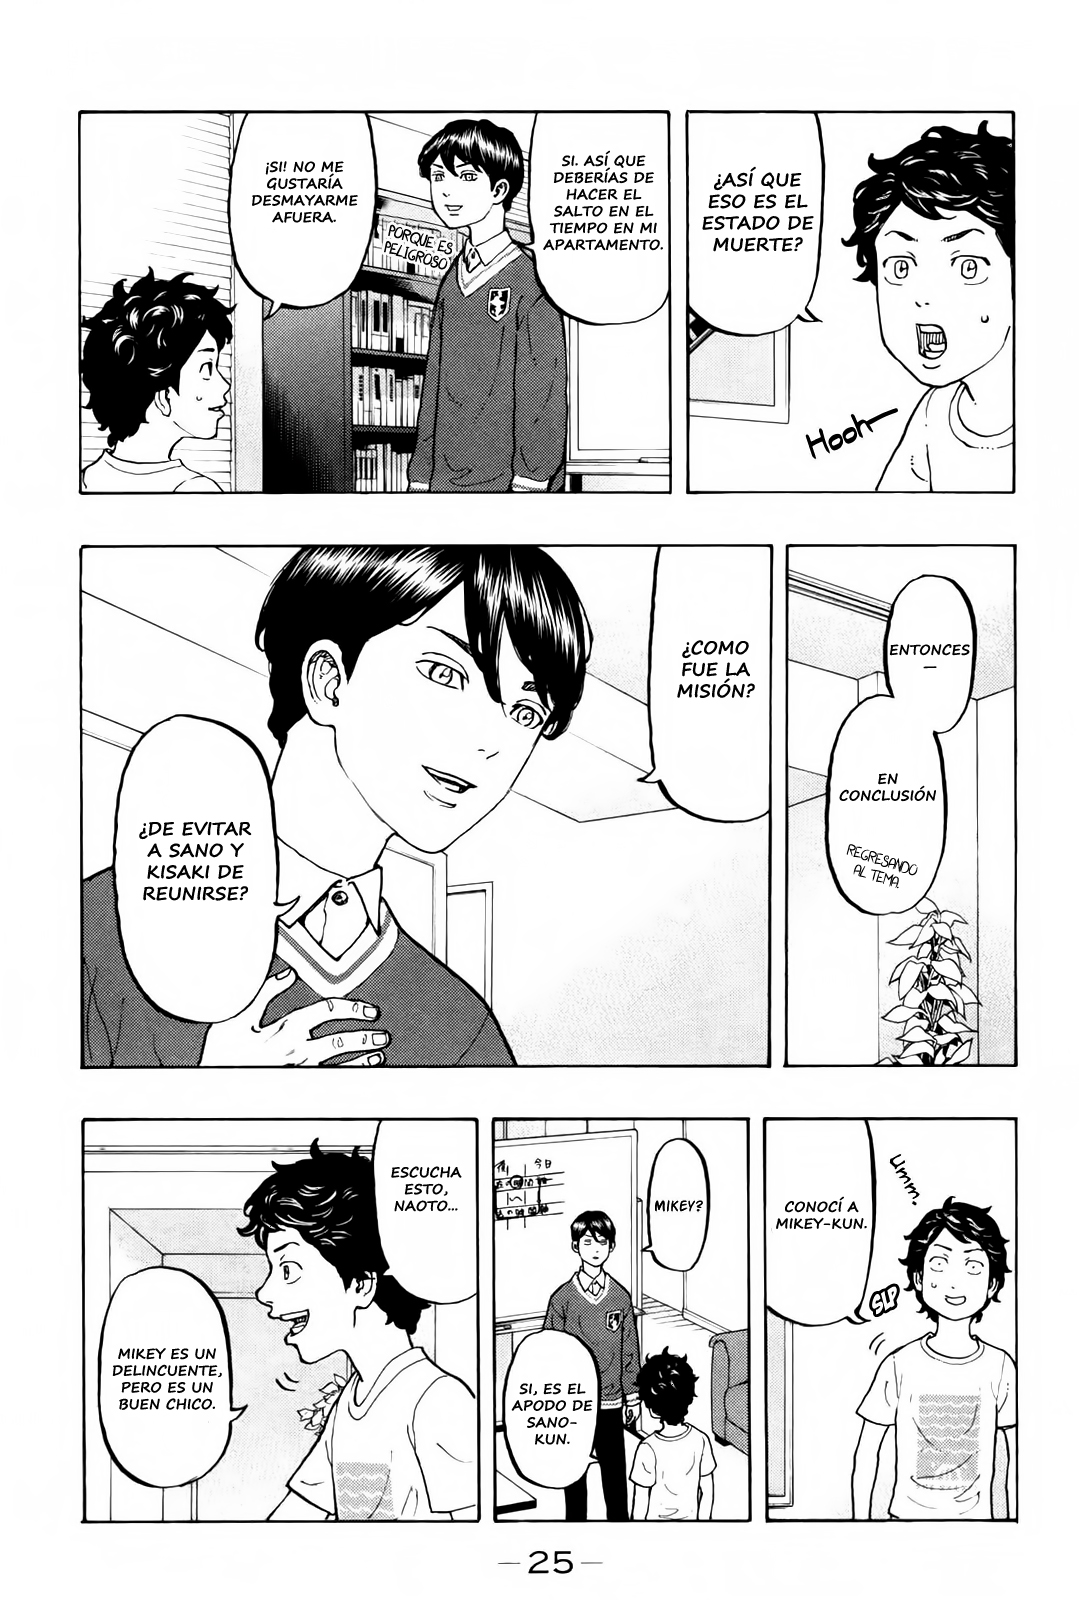 ¿ASÍ QUE
ESO ES EL
ESTADO DE
MUERTE?
Hooh
SI. ASÍ QUE
DEBERÍAS DE
HACER EL
SALTO EN EL
TIEMPO EN MI
APARTAMENTO.
PORQUE ES
PELIGROSO
¡SI! NO ME
GUSTARÍA
DESMAYARME
AFUERA.
ENTONCES
—
EN
CONCLUSIÓN
REGRESANDO
AL TEMA.
¿COMO
FUE LA
MISIÓN?
¿DE EVITAR
A SANO Y
KISAKI DE
REUNIRSE?
umm.
CONOCÍ A
MIKEY-KUN.
SLP
MIKEY?
今日
SI, ES EL
APODO DE
SANO-
KUN.
ESCUCHA
ESTO,
NAOTO...
MIKEY ES UN
DELINCUENTE,
PERO ES UN
BUEN CHICO.
— 25 —